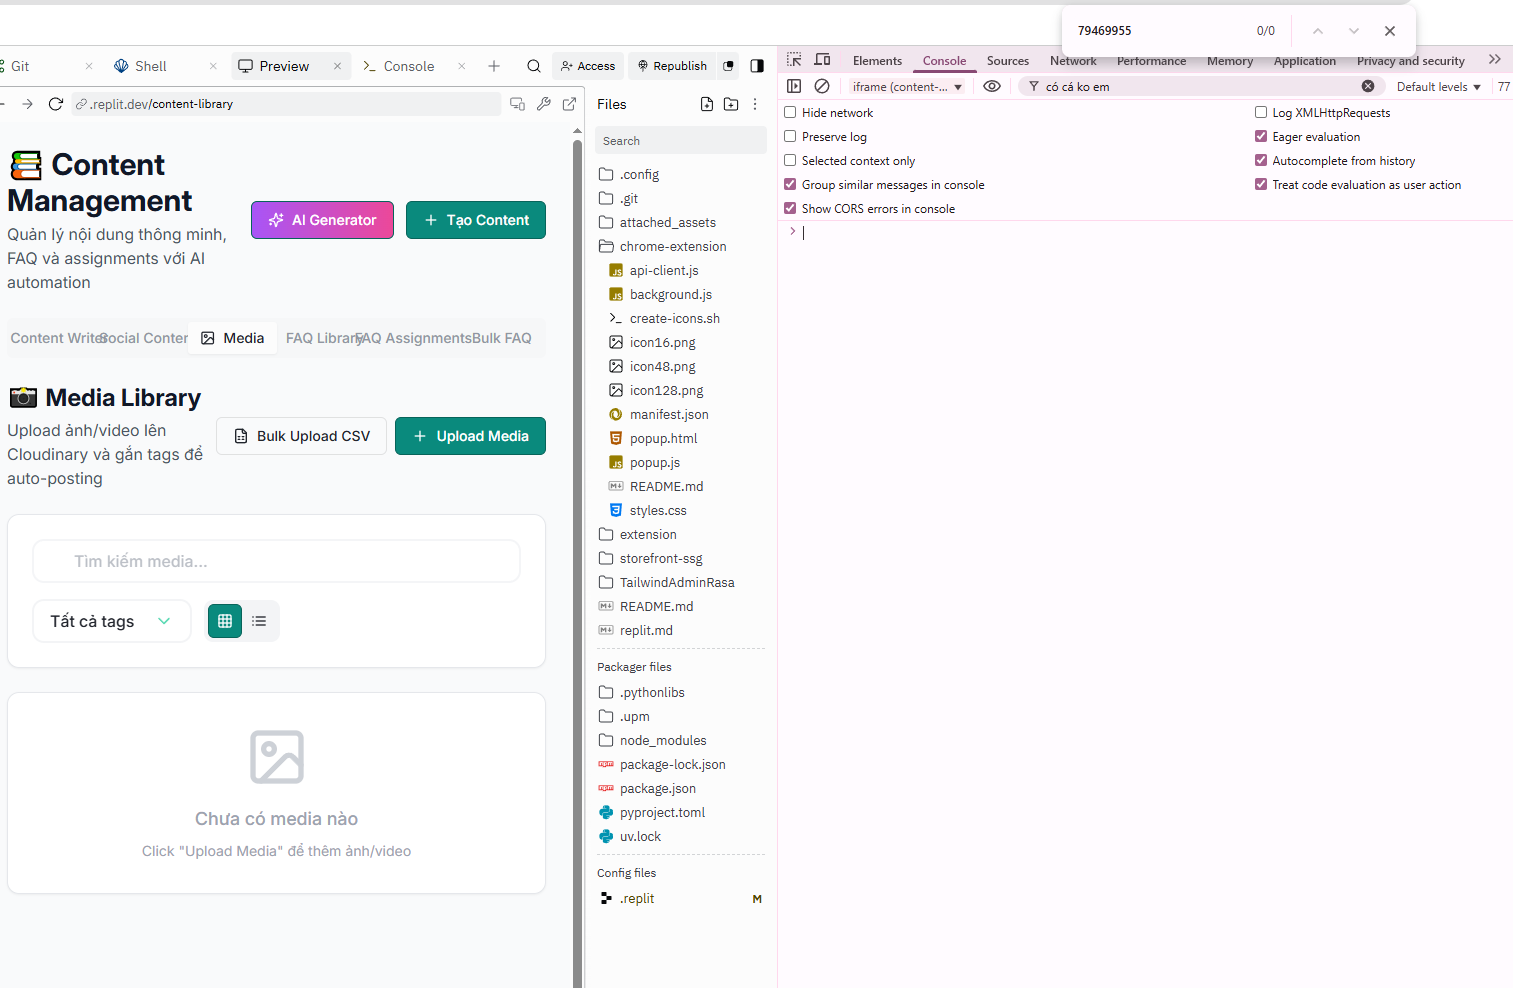 79469955
0/0
Git
Shell
Preview
Console
Access
Republish
.replit.dev/content-library
Content Management
Quản lý nội dung thông minh,
FAQ và assignments với AI
automation
AI Generator
Tạo Content
Content Writer
Social Conten
Media
FAQ Library
FAQ Assignments
Bulk FAQ
Media Library
Upload ảnh/video lên
Cloudinary và gắn tags để
auto-posting
Bulk Upload CSV
Upload Media
Tìm kiếm media...
Tất cả tags
Chưa có media nào
Click "Upload Media" để thêm ảnh/video
Files
Search
.config
.git
attached_assets
chrome-extension
api-client.js
background.js
create-icons.sh
icon16.png
icon48.png
icon128.png
manifest.json
popup.html
popup.js
README.md
styles.css
extension
storefront-ssg
TailwindAdminRasa
README.md
replit.md
Packager files
.pythonlibs
.upm
node_modules
package-lock.json
package.json
pyproject.toml
uv.lock
Config files
.replit
M
Elements
Console
Sources
Network
Performance
Memory
Application
Privacy and security
iframe (content-...
có cá ko em
Default levels
77
Hide network
Log XMLHttpRequests
Preserve log
Eager evaluation
Selected context only
Autocomplete from history
Group similar messages in console
Treat code evaluation as user action
Show CORS errors in console